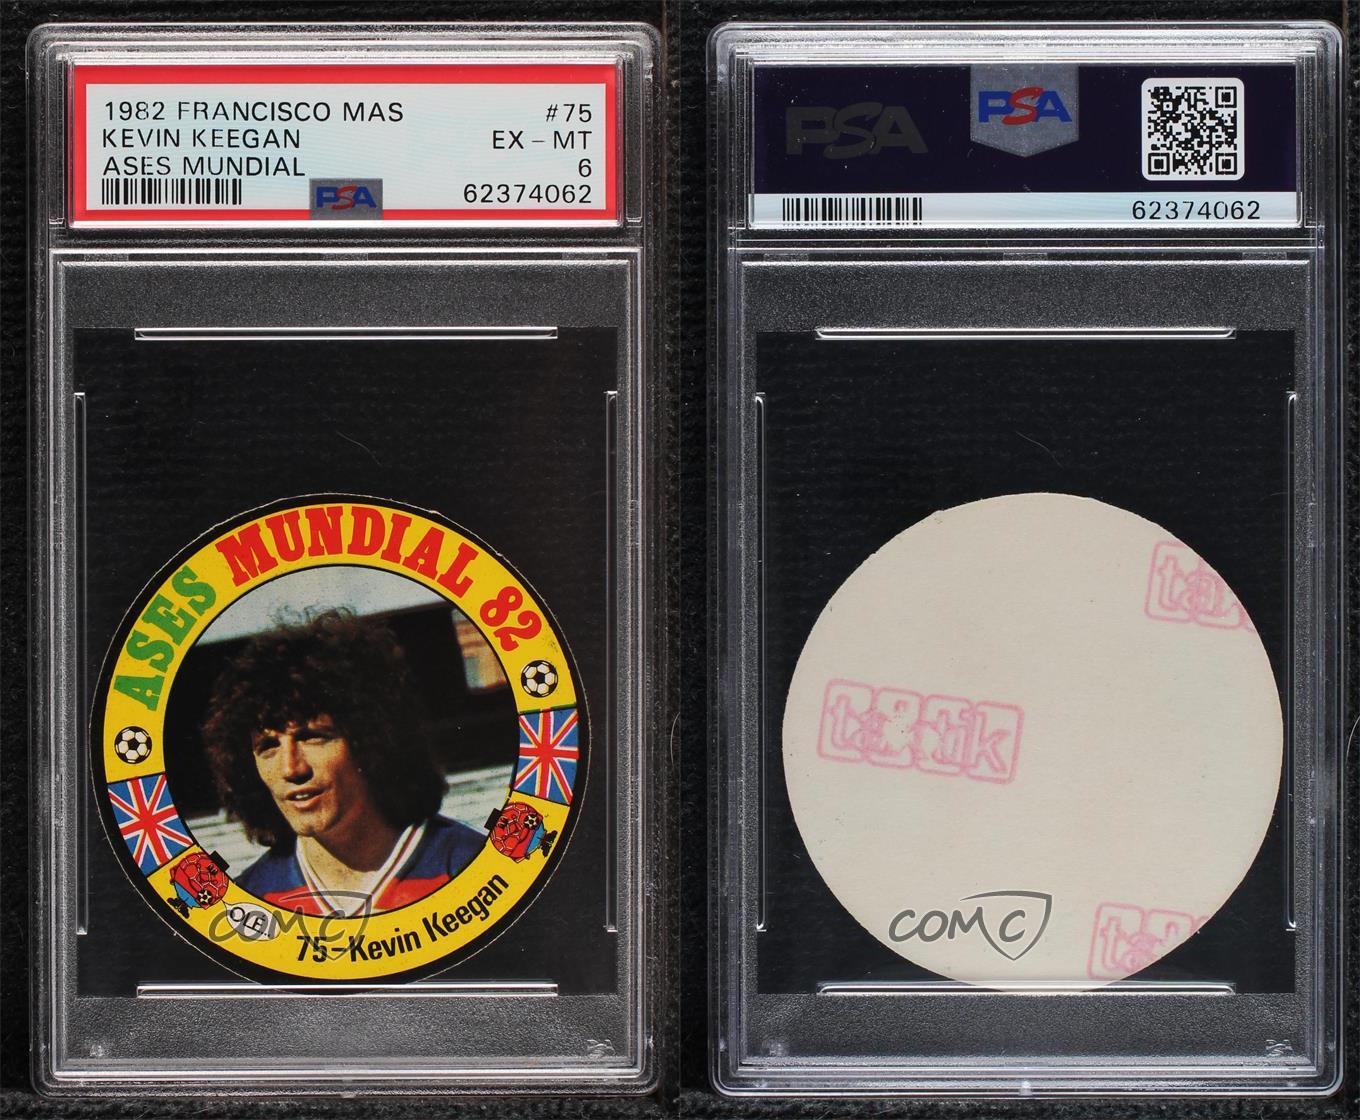 1982 FRANCISCO MAS #75
KEVIN KEEGAN EX - MT
ASES MUNDIAL 6
PSA 62374062
ASES MUNDIAL 82
OLÉ..
75-Kevin Keegan
COMC
PSA PSA
62374062
COMC